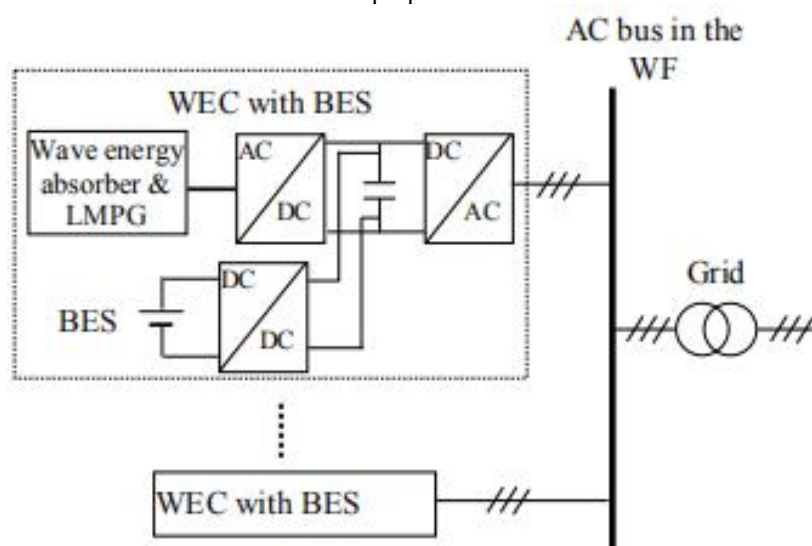 AC bus in the
WF
WEC with BES
Wave energy
absorber &
LMPG
AC
DC
DC
AC
Grid
BES
DC
DC
WEC with BES